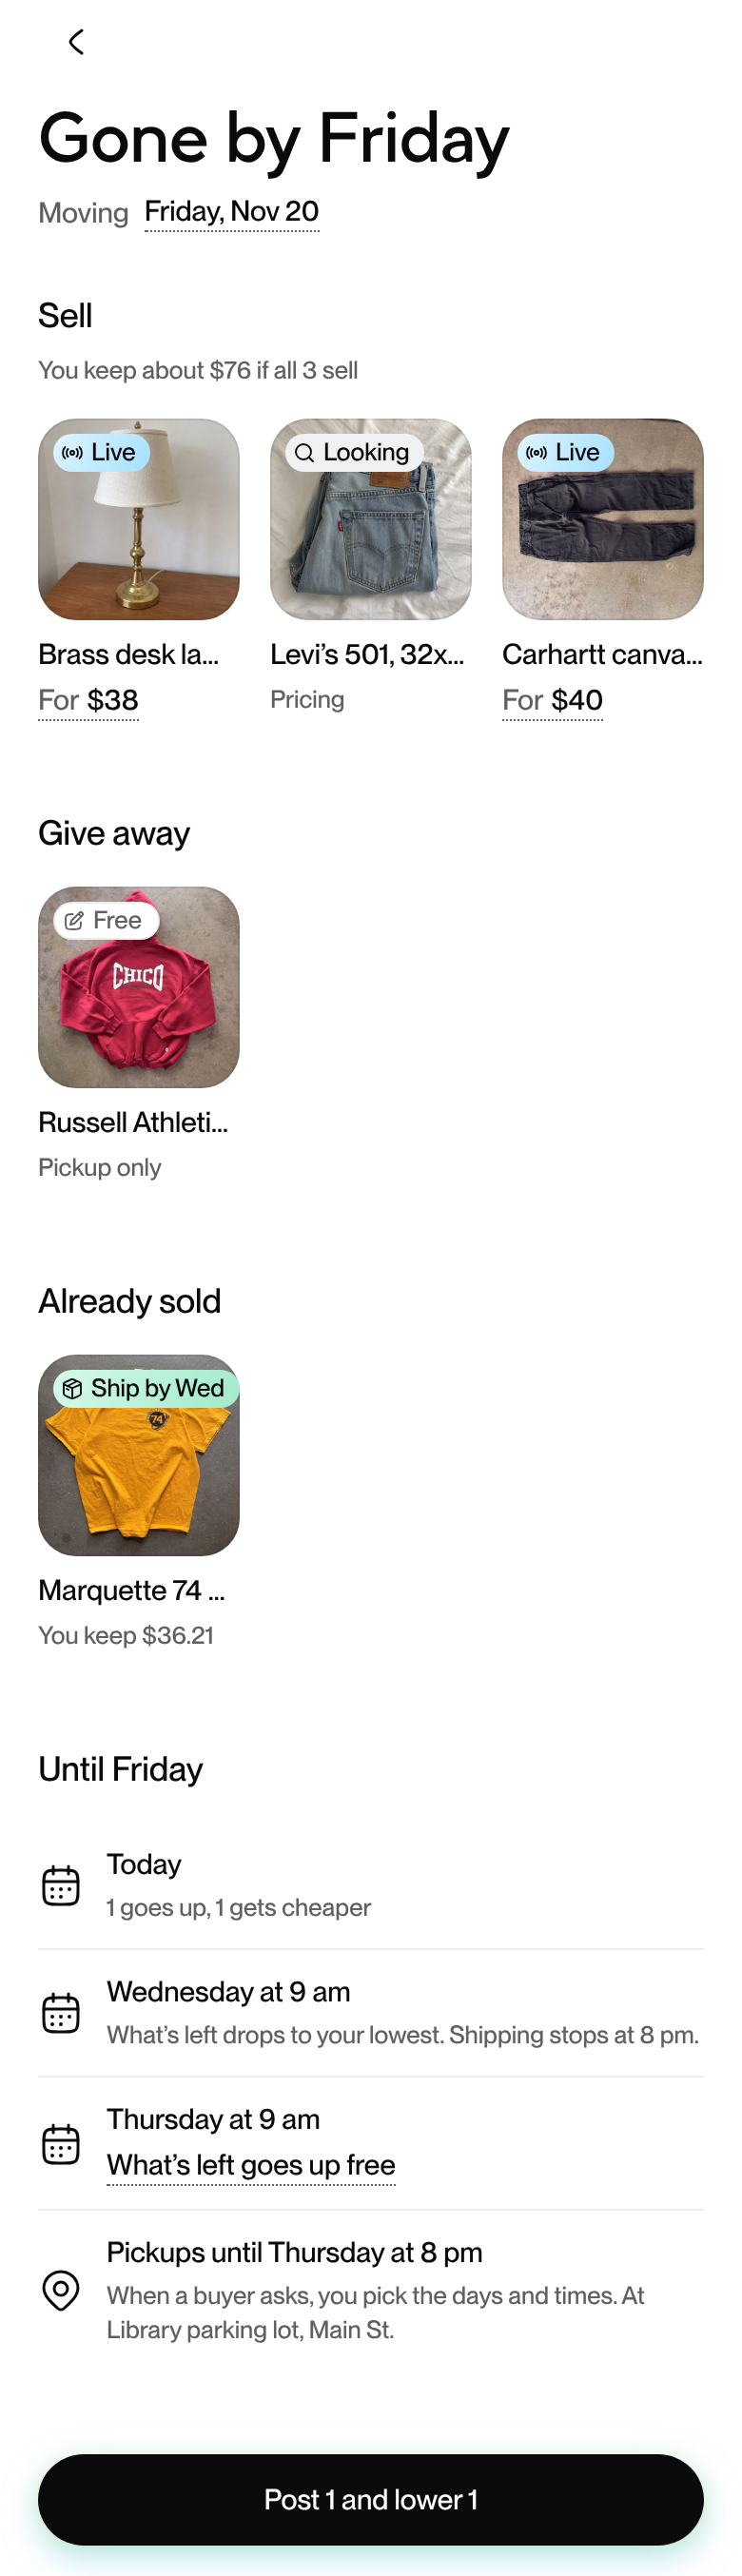 Gone by Friday
Moving Friday, Nov 20
Sell
You keep about $76 if all 3 sell
Live
Looking
Live
Brass desk la...
Levi’s 501, 32x...
Carhartt canva...
For $38
Pricing
For $40
Give away
Free
CHICO
Russell Athleti...
Pickup only
Already sold
Ship by Wed
74
Marquette 74 ...
You keep $36.21
Until Friday
Today
1 goes up, 1 gets cheaper
Wednesday at 9 am
What’s left drops to your lowest. Shipping stops at 8 pm.
Thursday at 9 am
What’s left goes up free
Pickups until Thursday at 8 pm
When a buyer asks, you pick the days and times. At
Library parking lot, Main St.
Post 1 and lower 1